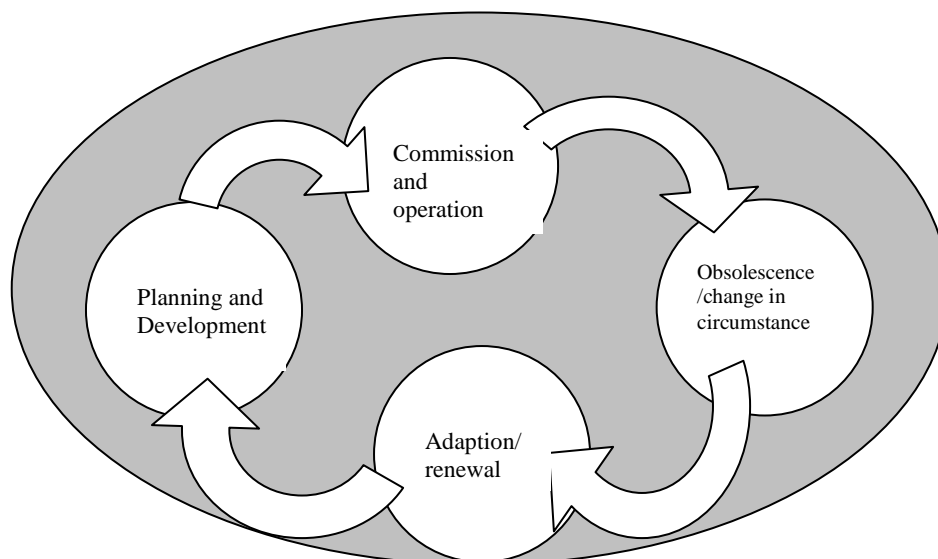 Commission
and
operation
Obsolescence
/change in
circumstance
Adaption/
renewal
Planning and
Development